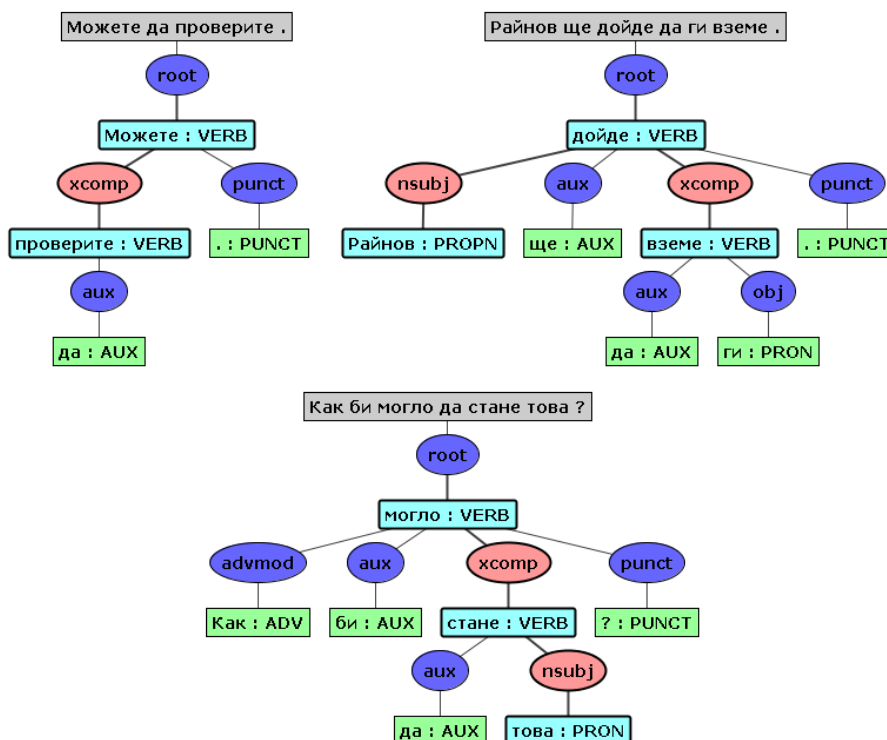 Можете да проверите .
root
Можете : VERB
xcomp
punct
проверите : VERB
. : PUNCT
aux
да : AUX
Райнов ще дойде да ги вземе .
root
дойде : VERB
nsubj
aux
xcomp
punct
Райнов : PROPN
ще : AUX
вземе : VERB
. : PUNCT
aux
obj
да : AUX
ги : PRON
Как би могло да стане това ?
root
могло : VERB
advmod
aux
xcomp
punct
Как : ADV
би : AUX
стане : VERB
? : PUNCT
aux
nsubj
да : AUX
това : PRON